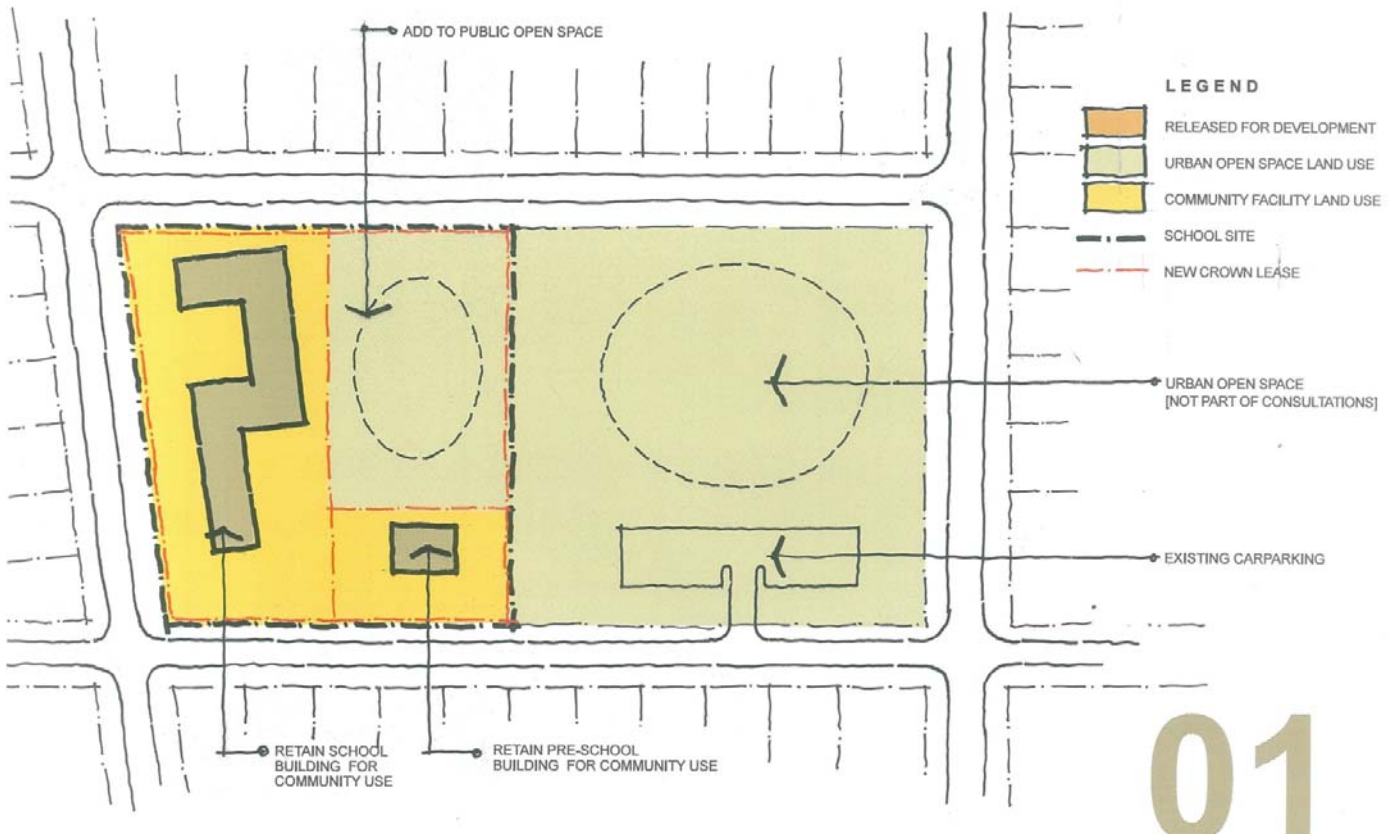 ADD TO PUBLIC OPEN SPACE
LEGEND
RELEASED FOR DEVELOPMENT
URBAN OPEN SPACE LAND USE
COMMUNITY FACILITY LAND USE
SCHOOL SITE
NEW CROWN LEASE
URBAN OPEN SPACE
[NOT PART OF CONSULTATIONS]
EXISTING CARPARKING
RETAIN SCHOOL
BUILDING FOR
COMMUNITY USE
RETAIN PRE-SCHOOL
BUILDING FOR COMMUNITY USE
01